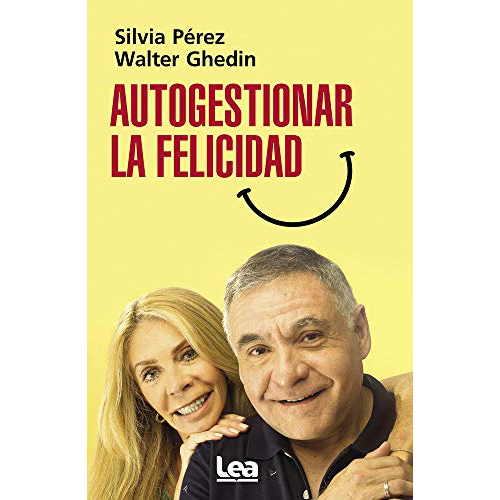 Silvia Pérez
Walter Ghedin
AUTOGESTIONAR
LA FELICIDAD
Lea